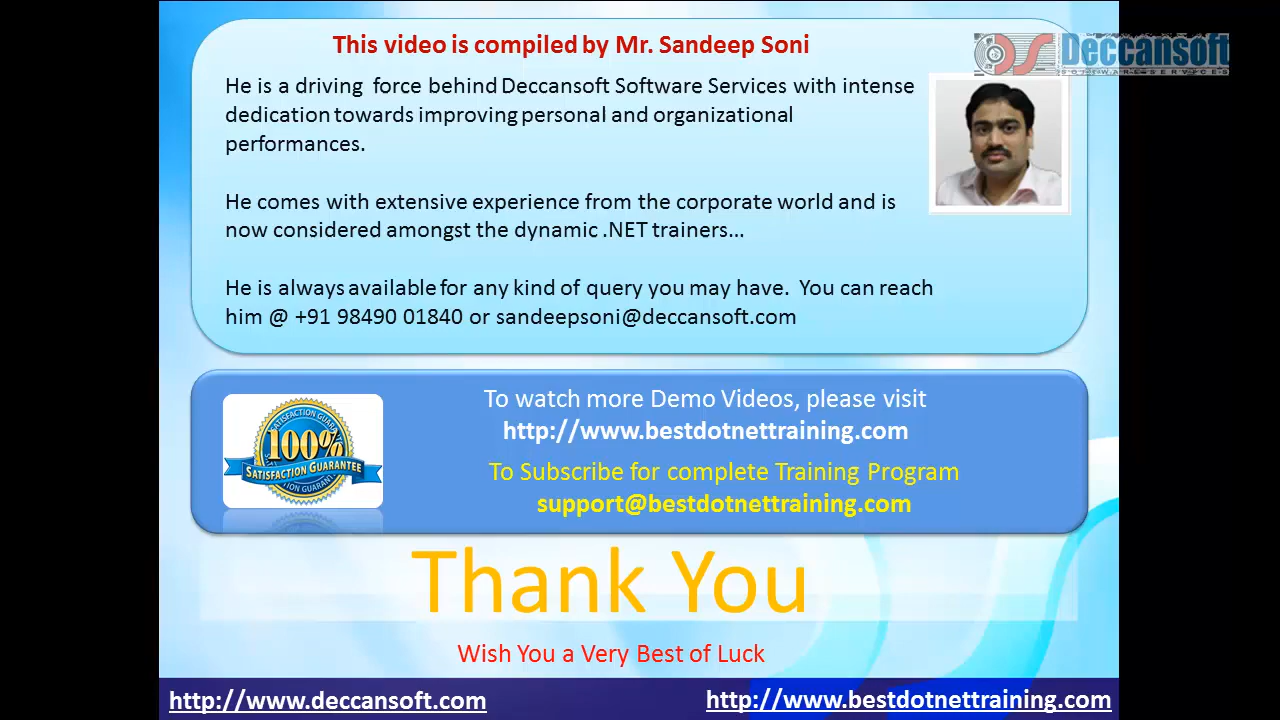 This video is compiled by Mr. Sandeep Soni
Deccansoft
SOFTWARE SERVICES
He is a driving force behind Deccansoft Software Services with intense
dedication towards improving personal and organizational
performances.
He comes with extensive experience from the corporate world and is
now considered amongst the dynamic .NET trainers...
He is always available for any kind of query you may have. You can reach
him @ +91 98490 01840 or sandeepsoni@deccansoft.com
SATISFACTION GUARANTEE
100%
SATISFACTION GUARANTEE
To watch more Demo Videos, please visit
http://www.bestdotnettraining.com
To Subscribe for complete Training Program
support@bestdotnettraining.com
Thank You
Wish You a Very Best of Luck
http://www.deccansoft.com
http://www.bestdotnettraining.com